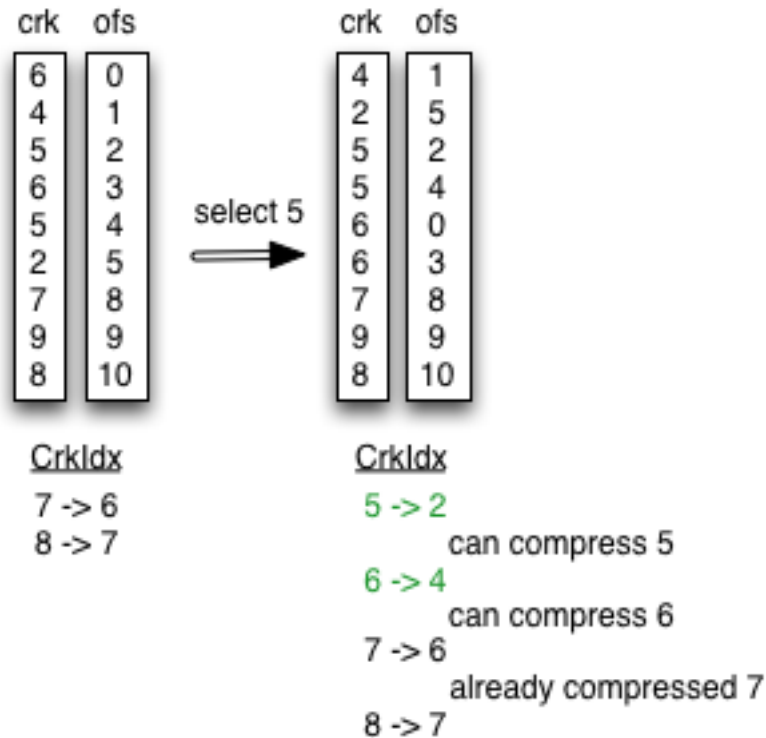 crk ofs crk ofs
6 0 4 1
4 1 2 5
5 2 5 2
6 3 5 4
5 4 6 0
2 5 6 3
7 8 7 8
9 9 9 9
8 10 8 10
select 5
CrkIdx CrkIdx
7 -> 6 5 -> 2
8 -> 7 can compress 5
6 -> 4
can compress 6
7 -> 6
already compressed 7
8 -> 7